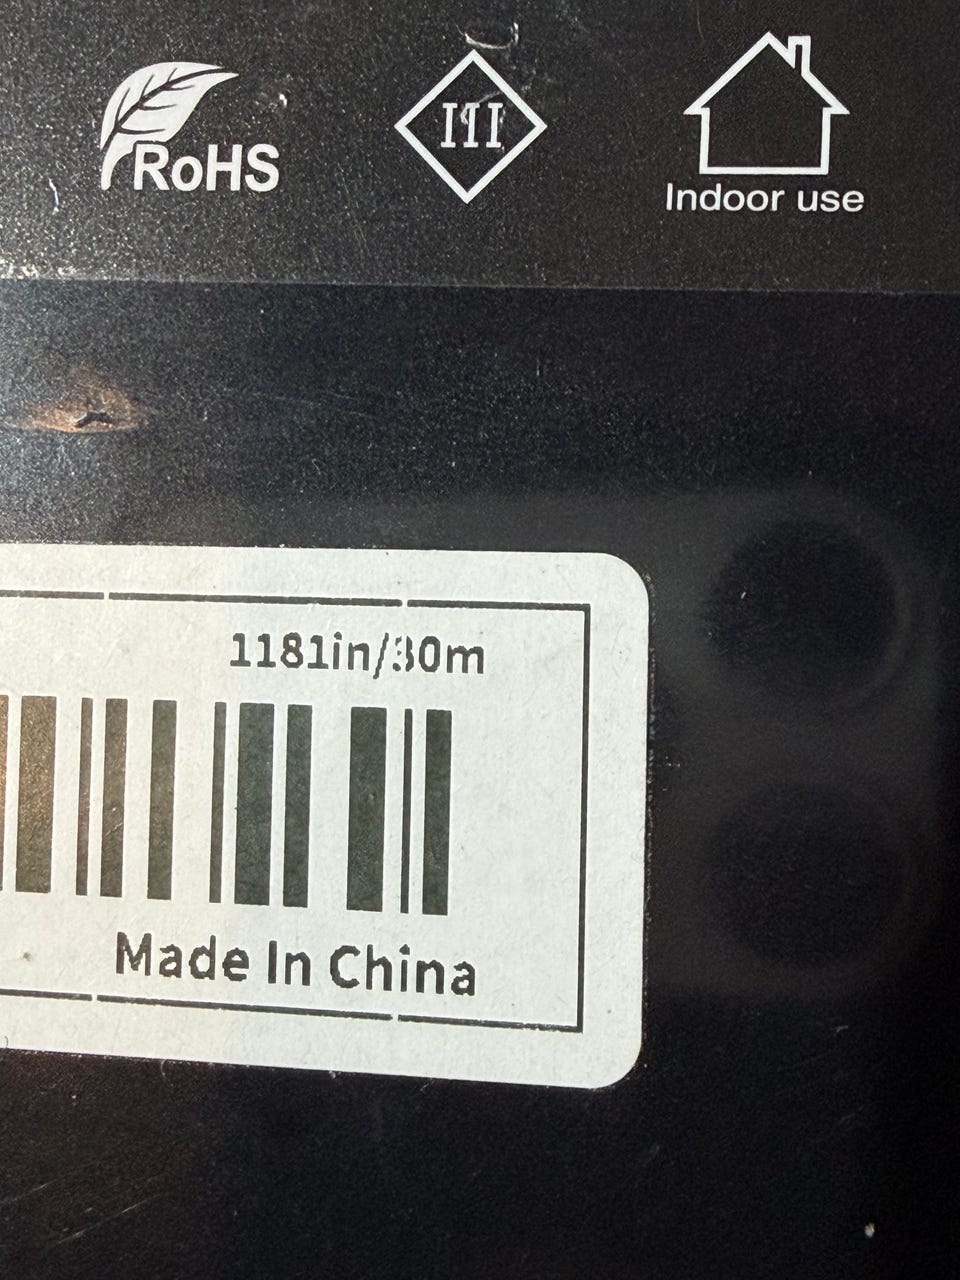 RoHS
III
Indoor use
1181in/30m
Made In China